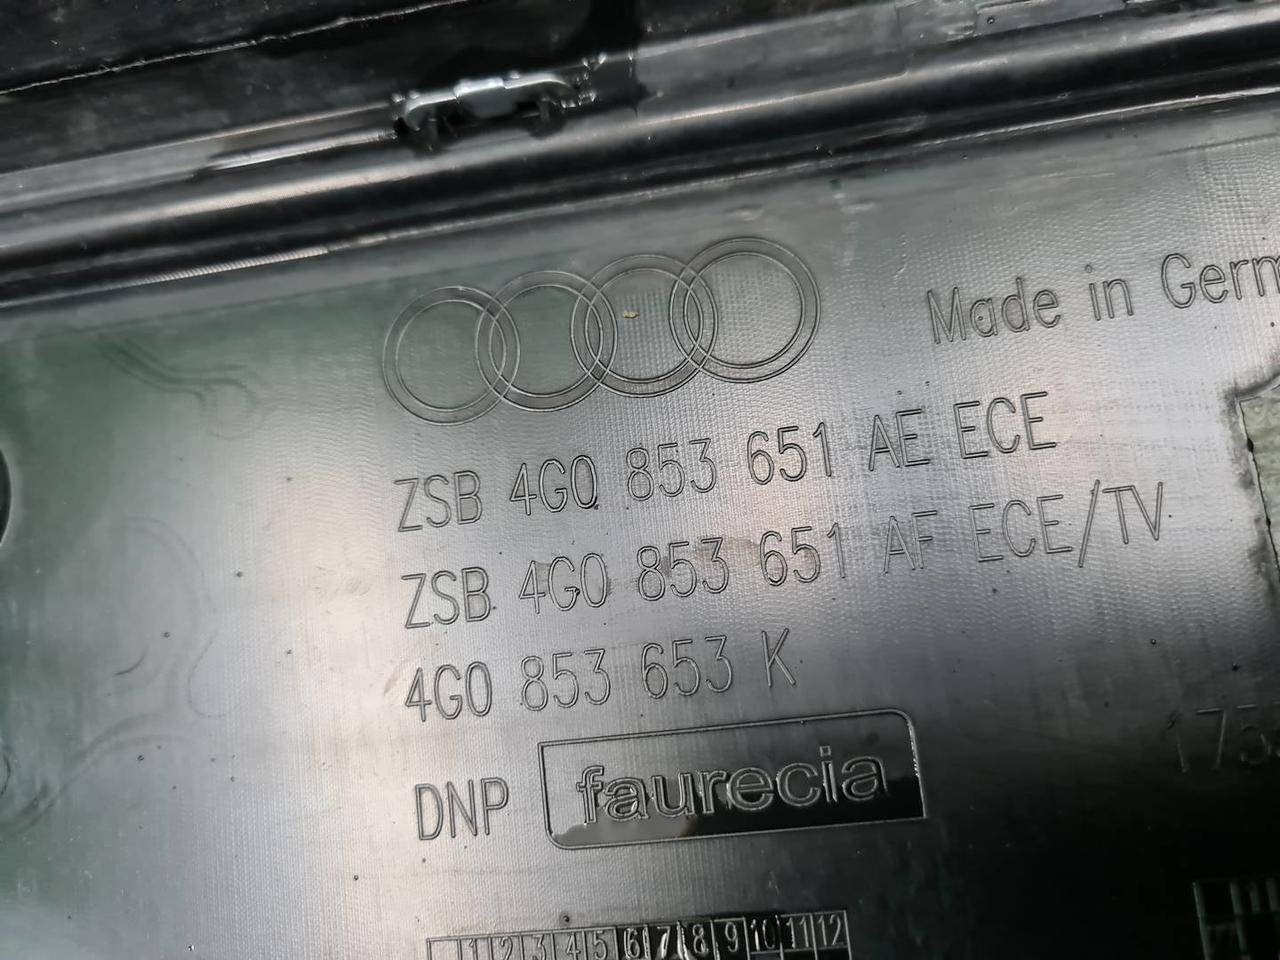 Made in Germ
ZSB 4G0 853 651 AE ECE
ZSB 4G0 853 651 AF ECE/TV
4G0 853 653 K
175
DNP faurecia
1 2 3 4 5 6 7 8 9 10 11 12